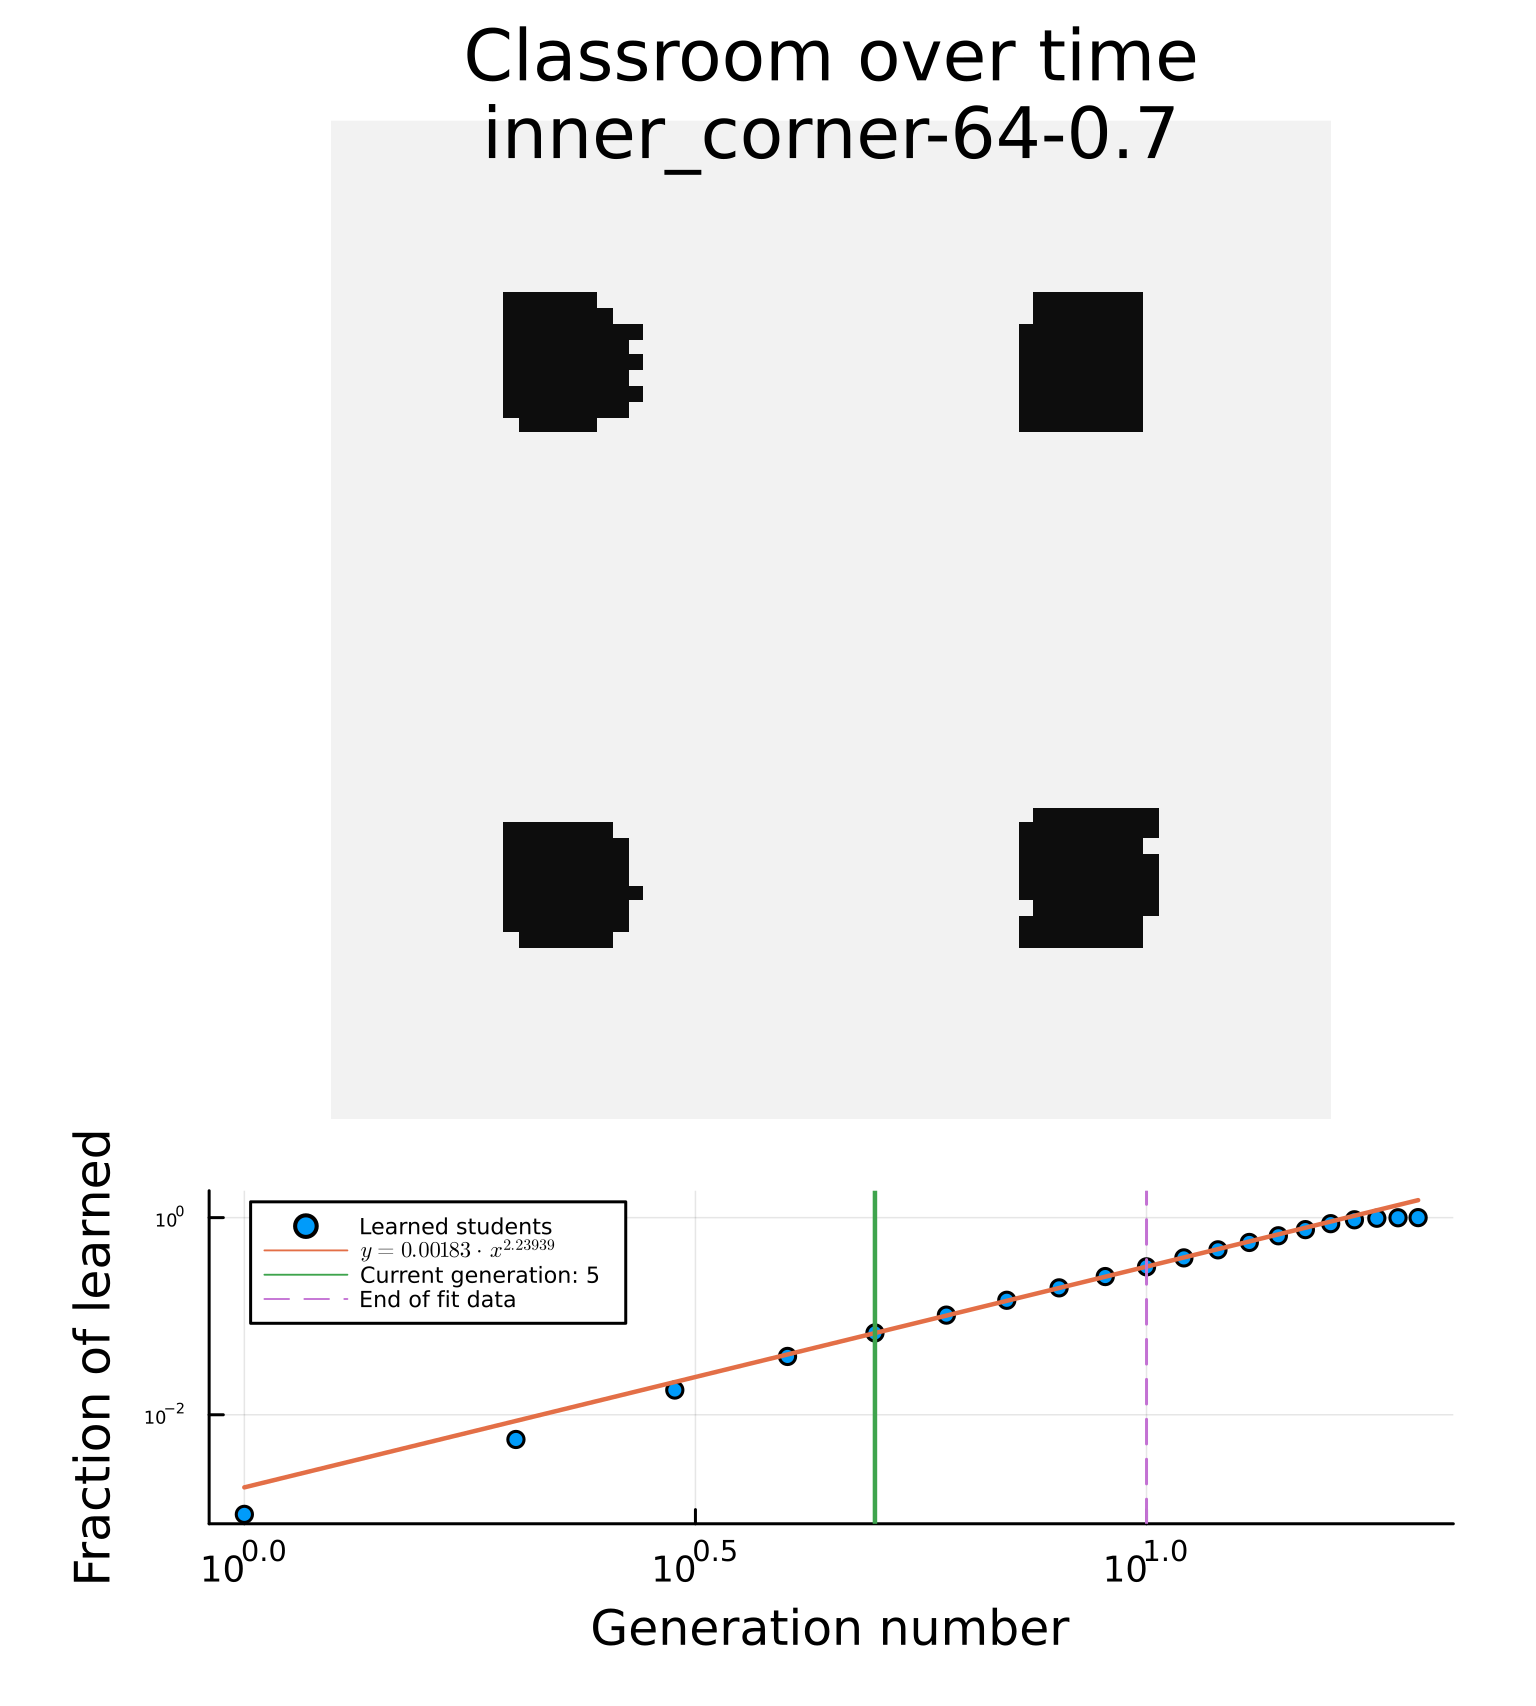 Classroom over time
inner_corner-64-0.7
Fraction of learned
10^0
10^−2
Learned students
y = 0.00183 · x^2.23939
Current generation: 5
End of fit data
10^0.0
10^0.5
10^1.0
Generation number